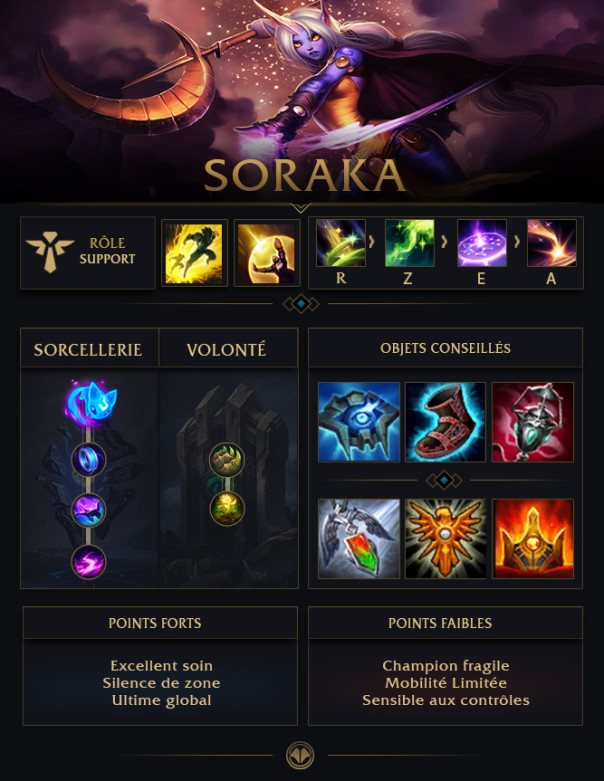 SORAKA
RÔLE
SUPPORT
R
Z
E
A
SORCELLERIE
VOLONTÉ
OBJETS CONSEILLÉS
POINTS FORTS
Excellent soin
Silence de zone
Ultime global
POINTS FAIBLES
Champion fragile
Mobilité Limitée
Sensible aux contrôles